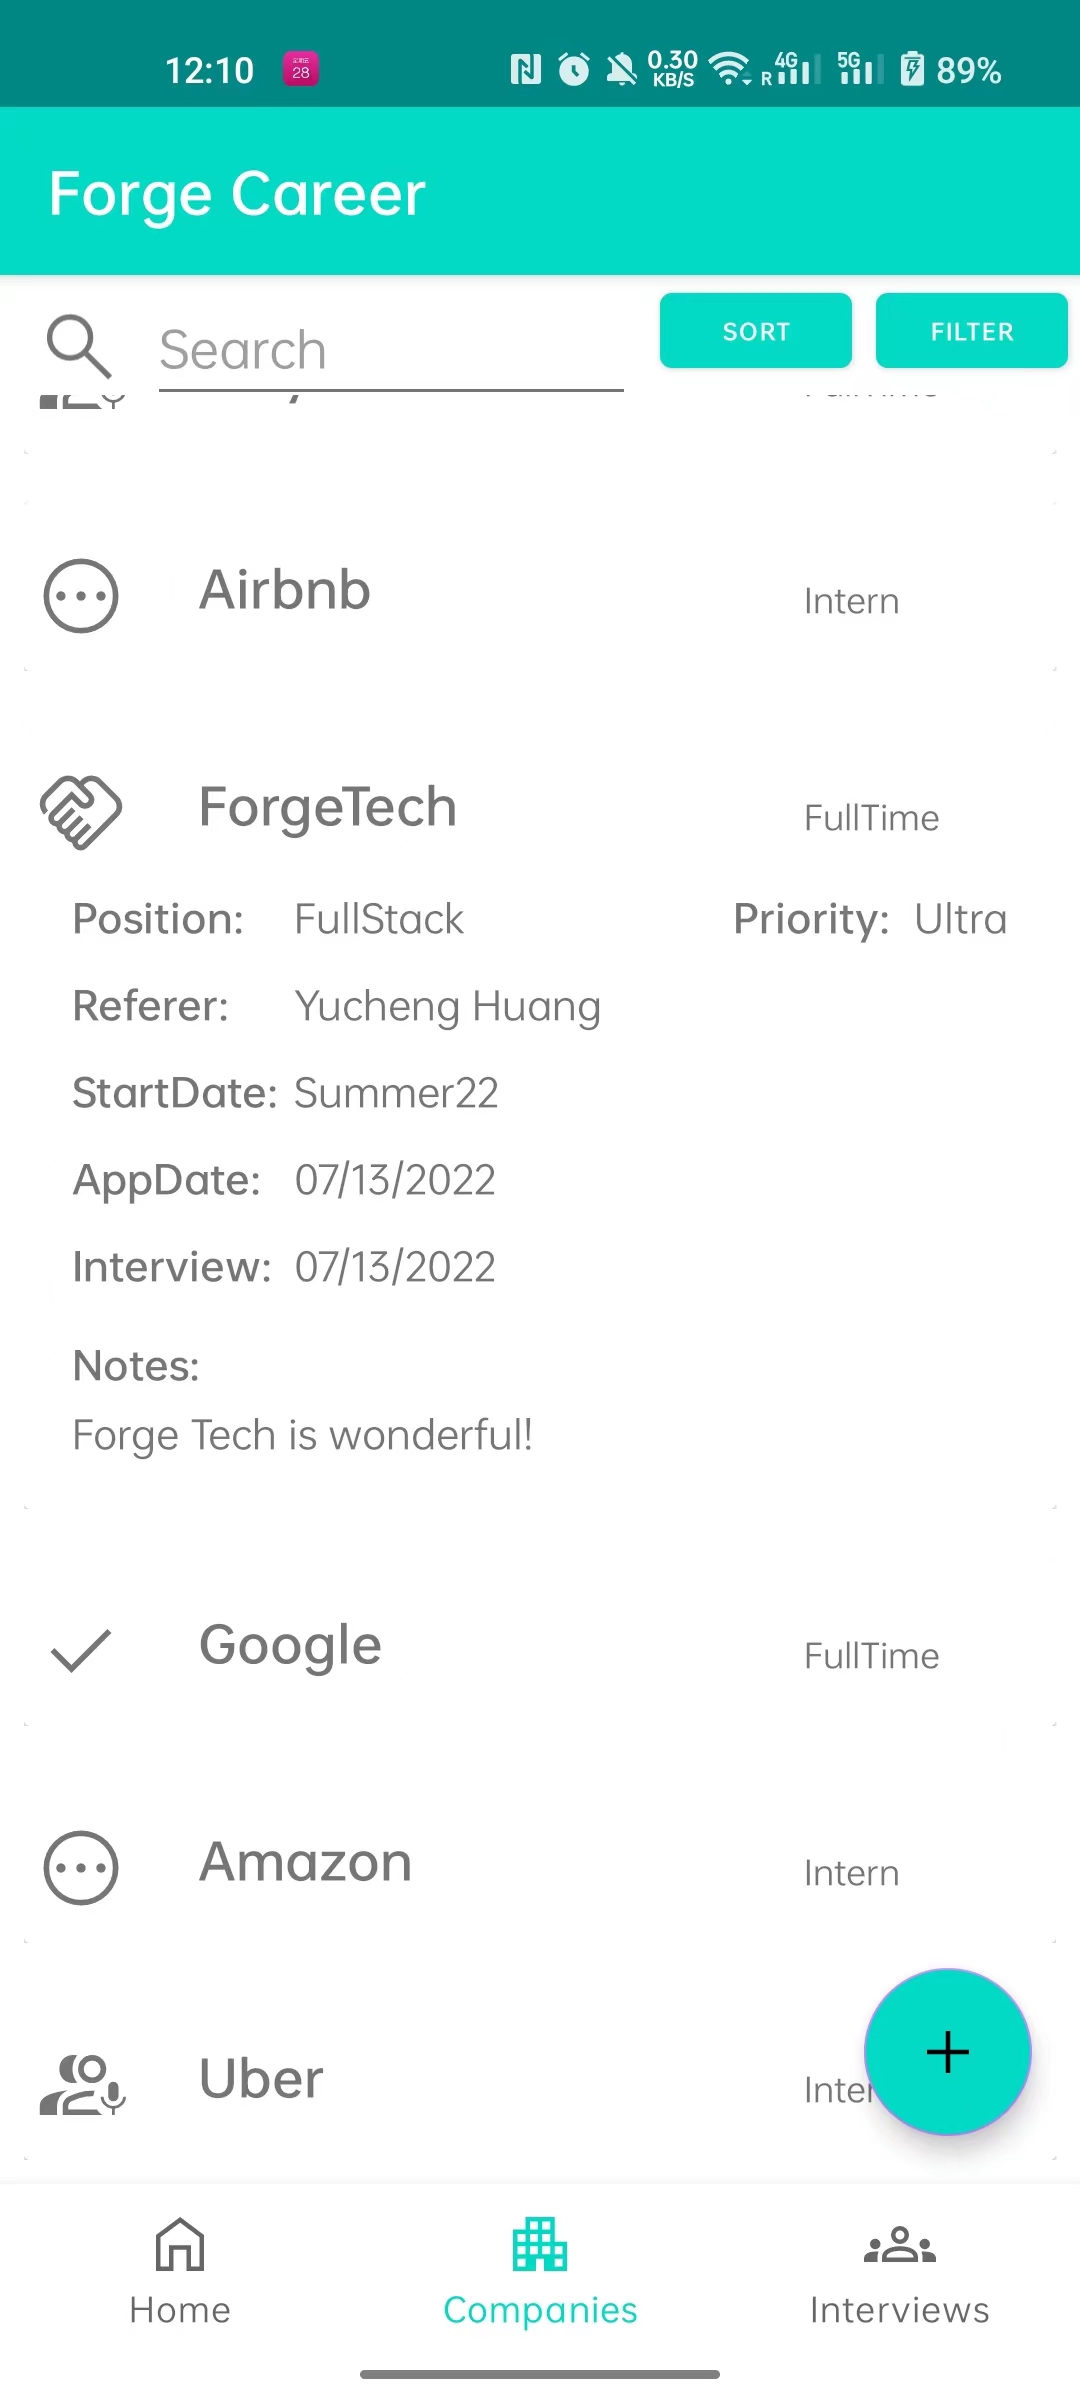 12:10
28
0.30 KB/S
R 4G 5G 89%
Forge Career
Search
SORT
FILTER
Airbnb
Intern
ForgeTech
FullTime
Position: FullStack
Priority: Ultra
Referer: Yucheng Huang
StartDate: Summer22
AppDate: 07/13/2022
Interview: 07/13/2022
Notes:
Forge Tech is wonderful!
Google
FullTime
Amazon
Intern
Uber
Inter
Home
Companies
Interviews